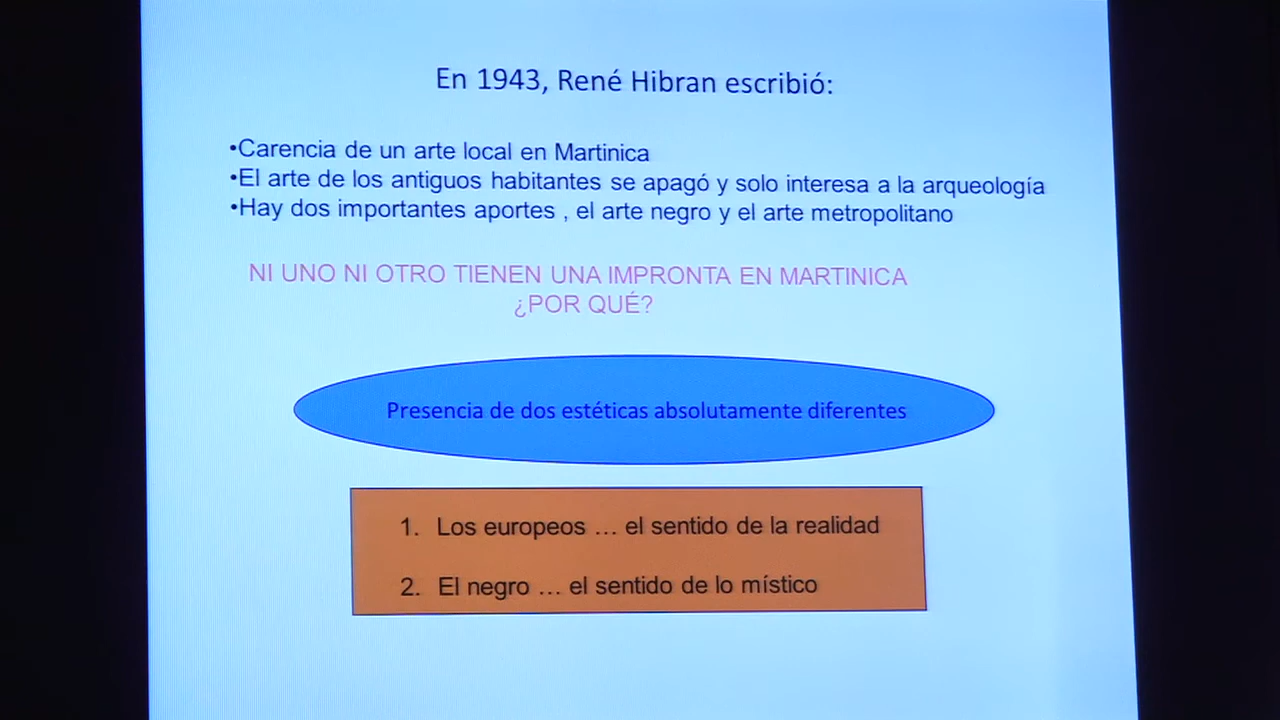 En 1943, René Hibran escribió:
•Carencia de un arte local en Martinica
•El arte de los antiguos habitantes se apagó y solo interesa a la arqueología
•Hay dos importantes aportes , el arte negro y el arte metropolitano
NI UNO NI OTRO TIENEN UNA IMPRONTA EN MARTINICA
¿POR QUÉ?
Presencia de dos estéticas absolutamente diferentes
1. Los europeos … el sentido de la realidad
2. El negro … el sentido de lo místico